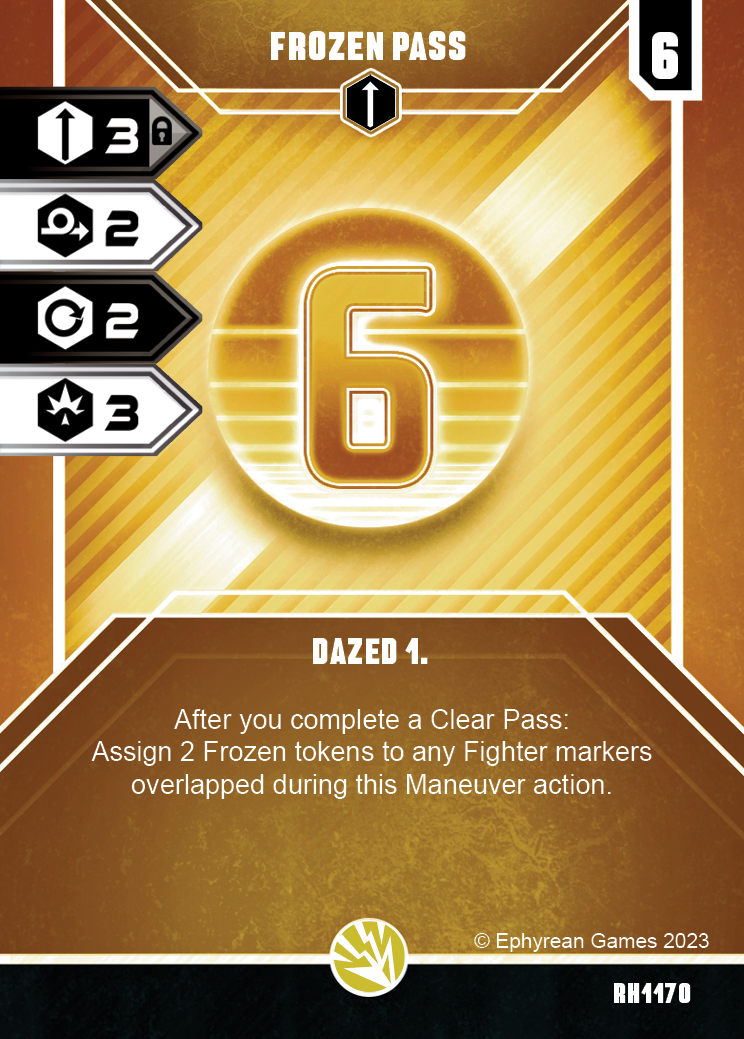 FROZEN PASS
6
3
2
2
3
6
DAZED 1.
After you complete a Clear Pass:
Assign 2 Frozen tokens to any Fighter markers
overlapped during this Maneuver action.
© Ephyrean Games 2023
RH1170